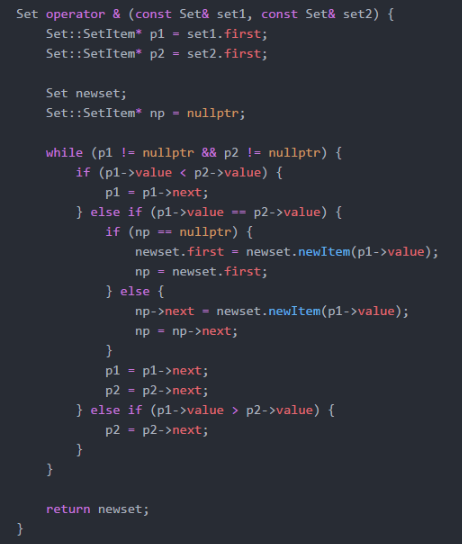 Set operator & (const Set& set1, const Set& set2) {
    Set::SetItem* p1 = set1.first;
    Set::SetItem* p2 = set2.first;

    Set newset;
    Set::SetItem* np = nullptr;

    while (p1 != nullptr && p2 != nullptr) {
        if (p1->value < p2->value) {
            p1 = p1->next;
        } else if (p1->value == p2->value) {
            if (np == nullptr) {
                newset.first = newset.newItem(p1->value);
                np = newset.first;
            } else {
                np->next = newset.newItem(p1->value);
                np = np->next;
            }
            p1 = p1->next;
            p2 = p2->next;
        } else if (p1->value > p2->value) {
            p2 = p2->next;
        }
    }

    return newset;
}